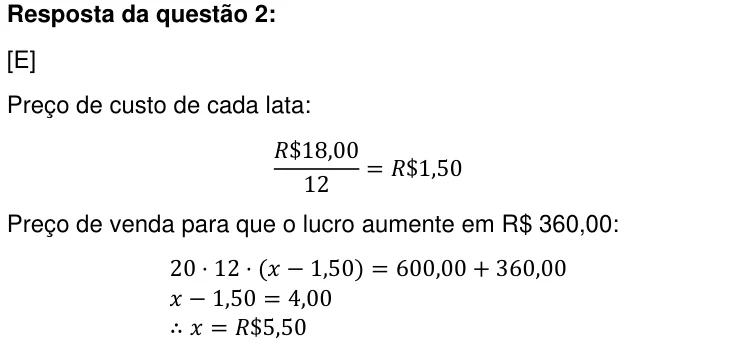 Resposta da questão 2:
[E]
Preço de custo de cada lata:
R$18,00
12
= R$1,50
Preço de venda para que o lucro aumente em R$ 360,00:
20 · 12 · (x − 1,50) = 600,00 + 360,00
x − 1,50 = 4,00
∴ x = R$5,50